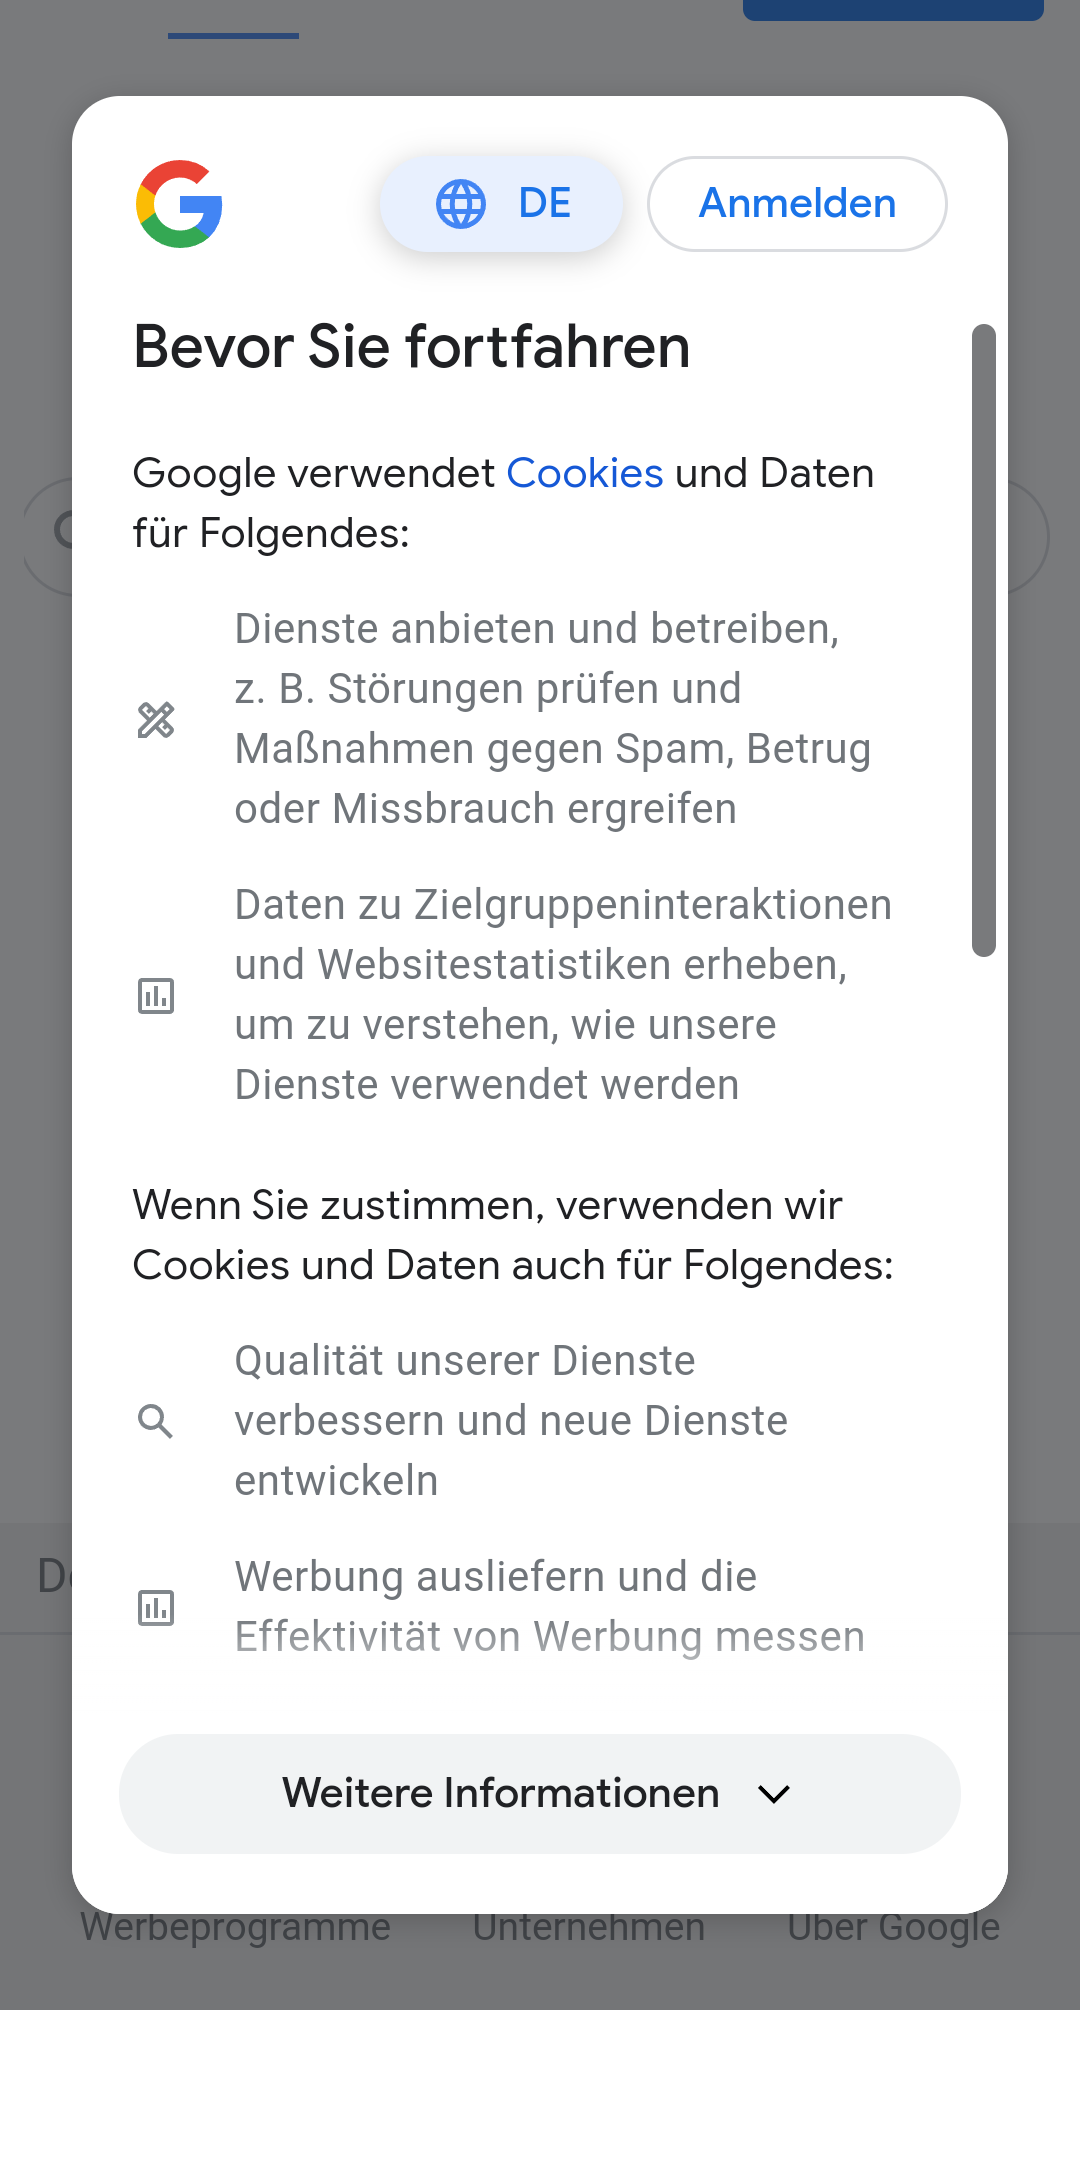 DE
Anmelden
Bevor Sie fortfahren
Google verwendet Cookies und Daten
für Folgendes:
Dienste anbieten und betreiben,
z. B. Störungen prüfen und
Maßnahmen gegen Spam, Betrug
oder Missbrauch ergreifen
Daten zu Zielgruppeninteraktionen
und Websitestatistiken erheben,
um zu verstehen, wie unsere
Dienste verwendet werden
Wenn Sie zustimmen, verwenden wir
Cookies und Daten auch für Folgendes:
Qualität unserer Dienste
verbessern und neue Dienste
entwickeln
Werbung ausliefern und die
Effektivität von Werbung messen
Weitere Informationen
Werbeprogramme Unternehmen Über Google